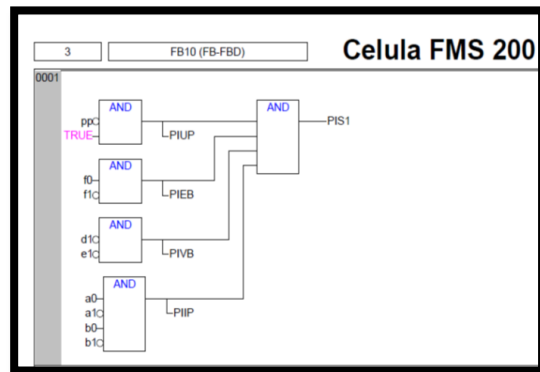 3 FB10 (FB-FBD) Celula FMS 200
0001
AND AND
pp PIS1
TRUE PIUP
AND
f0
f1 PIEB
AND
d1
e1 PIVB
AND
a0
a1 PIIP
b0
b1